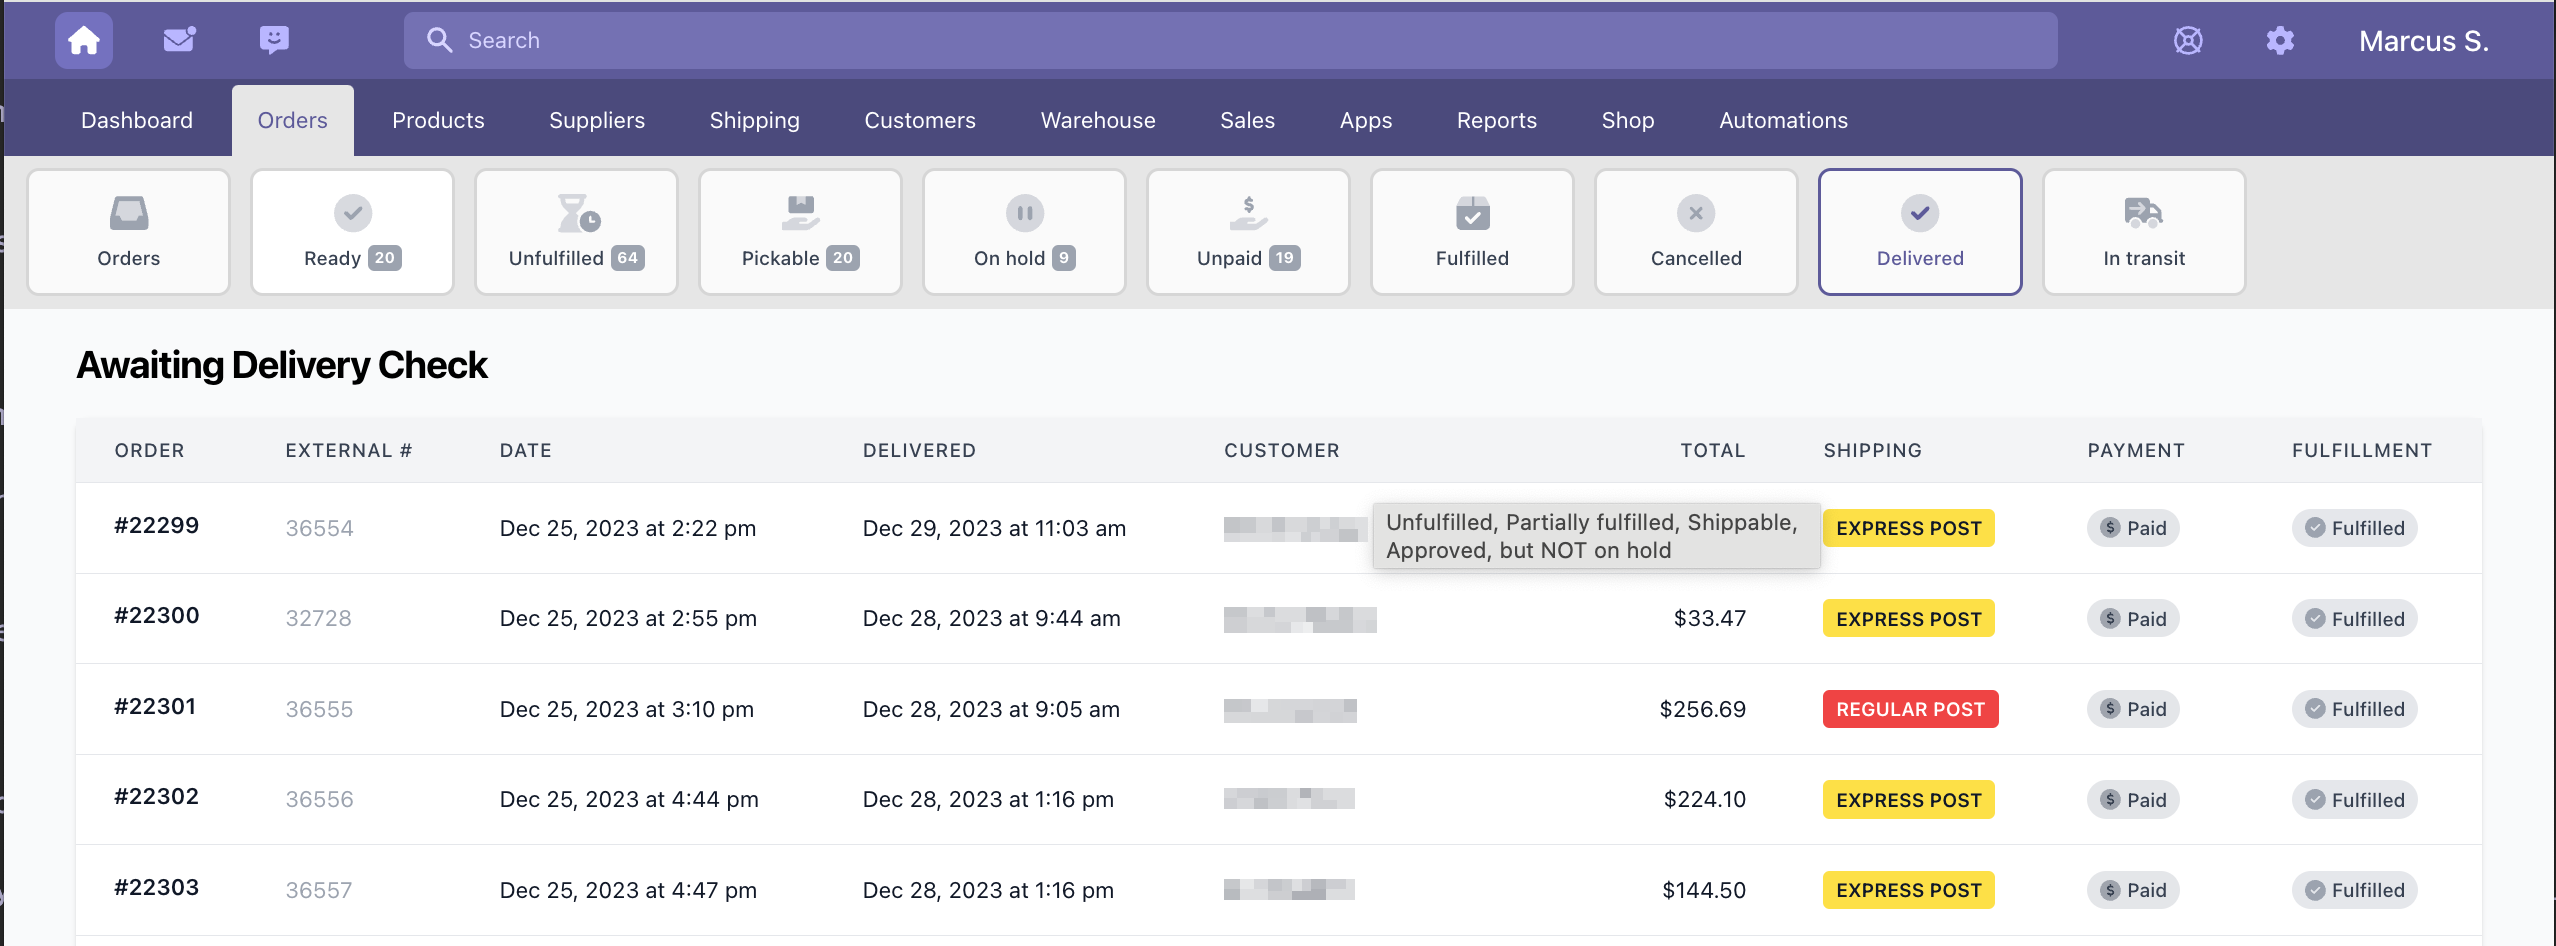 Search
Marcus S.
Dashboard Orders Products Suppliers Shipping Customers Warehouse Sales Apps Reports Shop Automations
Orders
Ready 20
Unfulfilled 64
Pickable 20
On hold 9
Unpaid 19
Fulfilled
Cancelled
Delivered
In transit
Awaiting Delivery Check
ORDER EXTERNAL # DATE DELIVERED CUSTOMER TOTAL SHIPPING PAYMENT FULFILLMENT
#22299 36554 Dec 25, 2023 at 2:22 pm Dec 29, 2023 at 11:03 am EXPRESS POST Paid Fulfilled
Unfulfilled, Partially fulfilled, Shippable,
Approved, but NOT on hold
#22300 32728 Dec 25, 2023 at 2:55 pm Dec 28, 2023 at 9:44 am $33.47 EXPRESS POST Paid Fulfilled
#22301 36555 Dec 25, 2023 at 3:10 pm Dec 28, 2023 at 9:05 am $256.69 REGULAR POST Paid Fulfilled
#22302 36556 Dec 25, 2023 at 4:44 pm Dec 28, 2023 at 1:16 pm $224.10 EXPRESS POST Paid Fulfilled
#22303 36557 Dec 25, 2023 at 4:47 pm Dec 28, 2023 at 1:16 pm $144.50 EXPRESS POST Paid Fulfilled